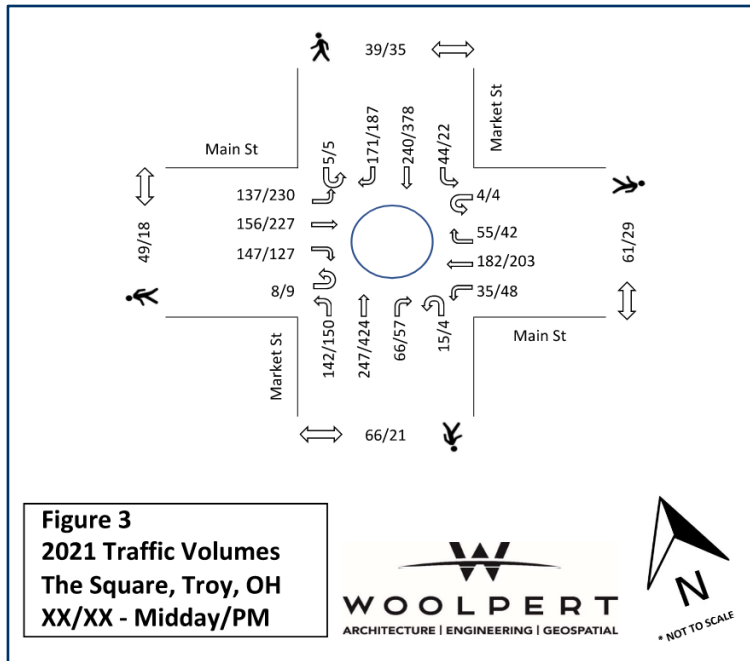 39/35
Market St
Main St
5/5
171/187
240/378
44/22
137/230
4/4
156/227
55/42
49/18
147/127
182/203
61/29
8/9
35/48
142/150
247/424
66/57
15/4
Market St
Main St
66/21
Figure 3
2021 Traffic Volumes
The Square, Troy, OH
XX/XX - Midday/PM
WOOLPERT
ARCHITECTURE | ENGINEERING | GEOSPATIAL
N
* NOT TO SCALE